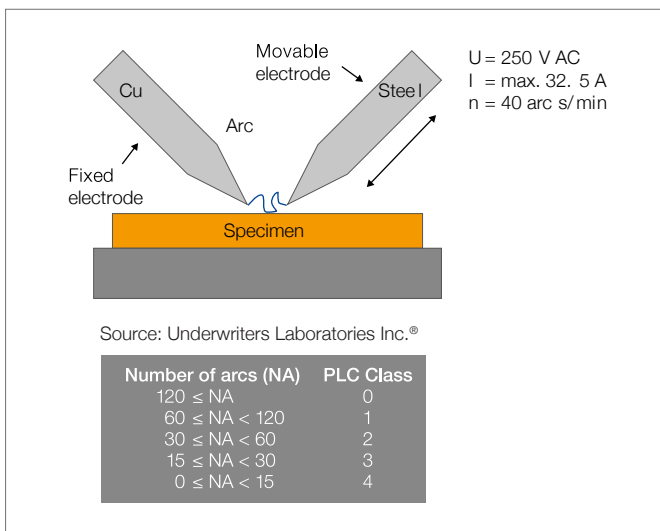 Movable
electrode
U = 250 V AC
I = max. 32. 5 A
n = 40 arc s/min
Cu
Steel
Arc
Fixed
electrode
Specimen
Source: Underwriters Laboratories Inc.®
Number of arcs (NA) PLC Class
120 ≤ NA 0
60 ≤ NA < 120 1
30 ≤ NA < 60 2
15 ≤ NA < 30 3
0 ≤ NA < 15 4